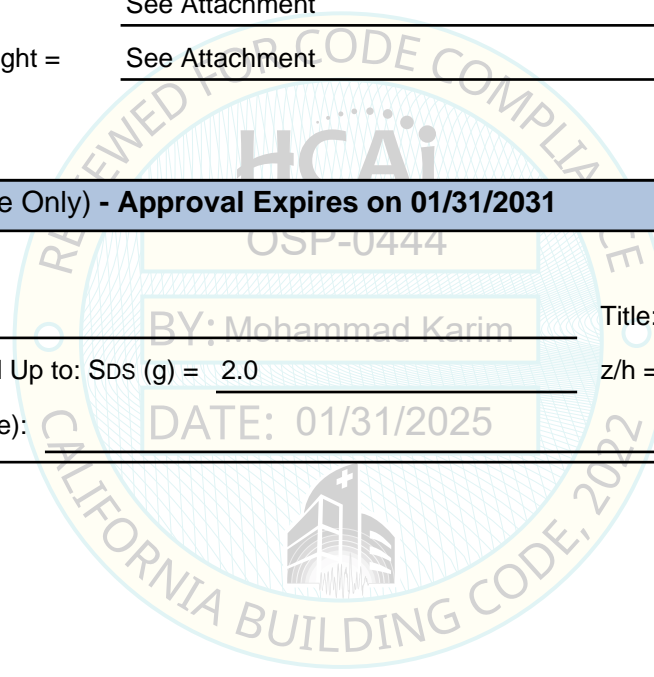 See Attachment
ght = See Attachment
REVIEWED FOR CODE COMPLIANCE
HCAi
e Only) - Approval Expires on 01/31/2031
OSP-0444
BY: Mohammad Karim
Title:
Up to: SDS (g) = 2.0 z/h =
e):
DATE: 01/31/2025
CALIFORNIA BUILDING CODE, 2022